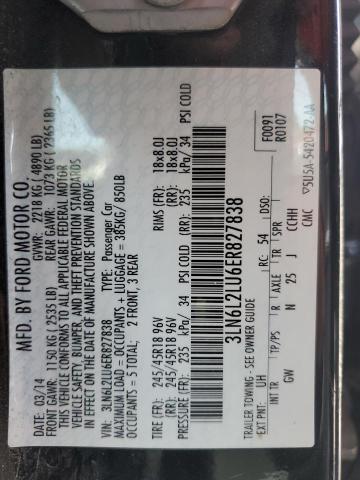 MFD. BY FORD MOTOR CO.
DATE: 03/14 GVWR: 2218 KG ( 4890 LB)
FRONT GAWR: 1150 KG ( 2535 LB) REAR GAWR: 1073 KG ( 2365 LB)
THIS VEHICLE CONFORMS TO ALL APPLICABLE FEDERAL MOTOR
VEHICLE SAFETY, BUMPER, AND THEFT PREVENTION STANDARDS
IN EFFECT ON THE DATE OF MANUFACTURE SHOWN ABOVE.
VIN: 3LN6L2LU6ER827838 TYPE: Passenger Car
MAXIMUM LOAD = OCCUPANTS + LUGGAGE = 385KG/ 850LB
OCCUPANTS = 5 TOTAL; 2 FRONT, 3 REAR
TIRE (FR): 245/45R18 96V RIMS (FR): 18x8.0J
(RR): 245/45R18 96V (RR): 18x8.0J
PRESSURE (FR): 235 kPa/ 34 PSI COLD (RR): 235 kPa/ 34 PSI COLD
3LN6L2LU6ER827838
F0091
R0107
TRAILER TOWING - SEE OWNER GUIDE
EXT PNT: UH RC: 54 DSO:
TP/PS R AXLE TR SPR
GW N 25 J CCHH
CMC ▽5U5A-5420472-AA